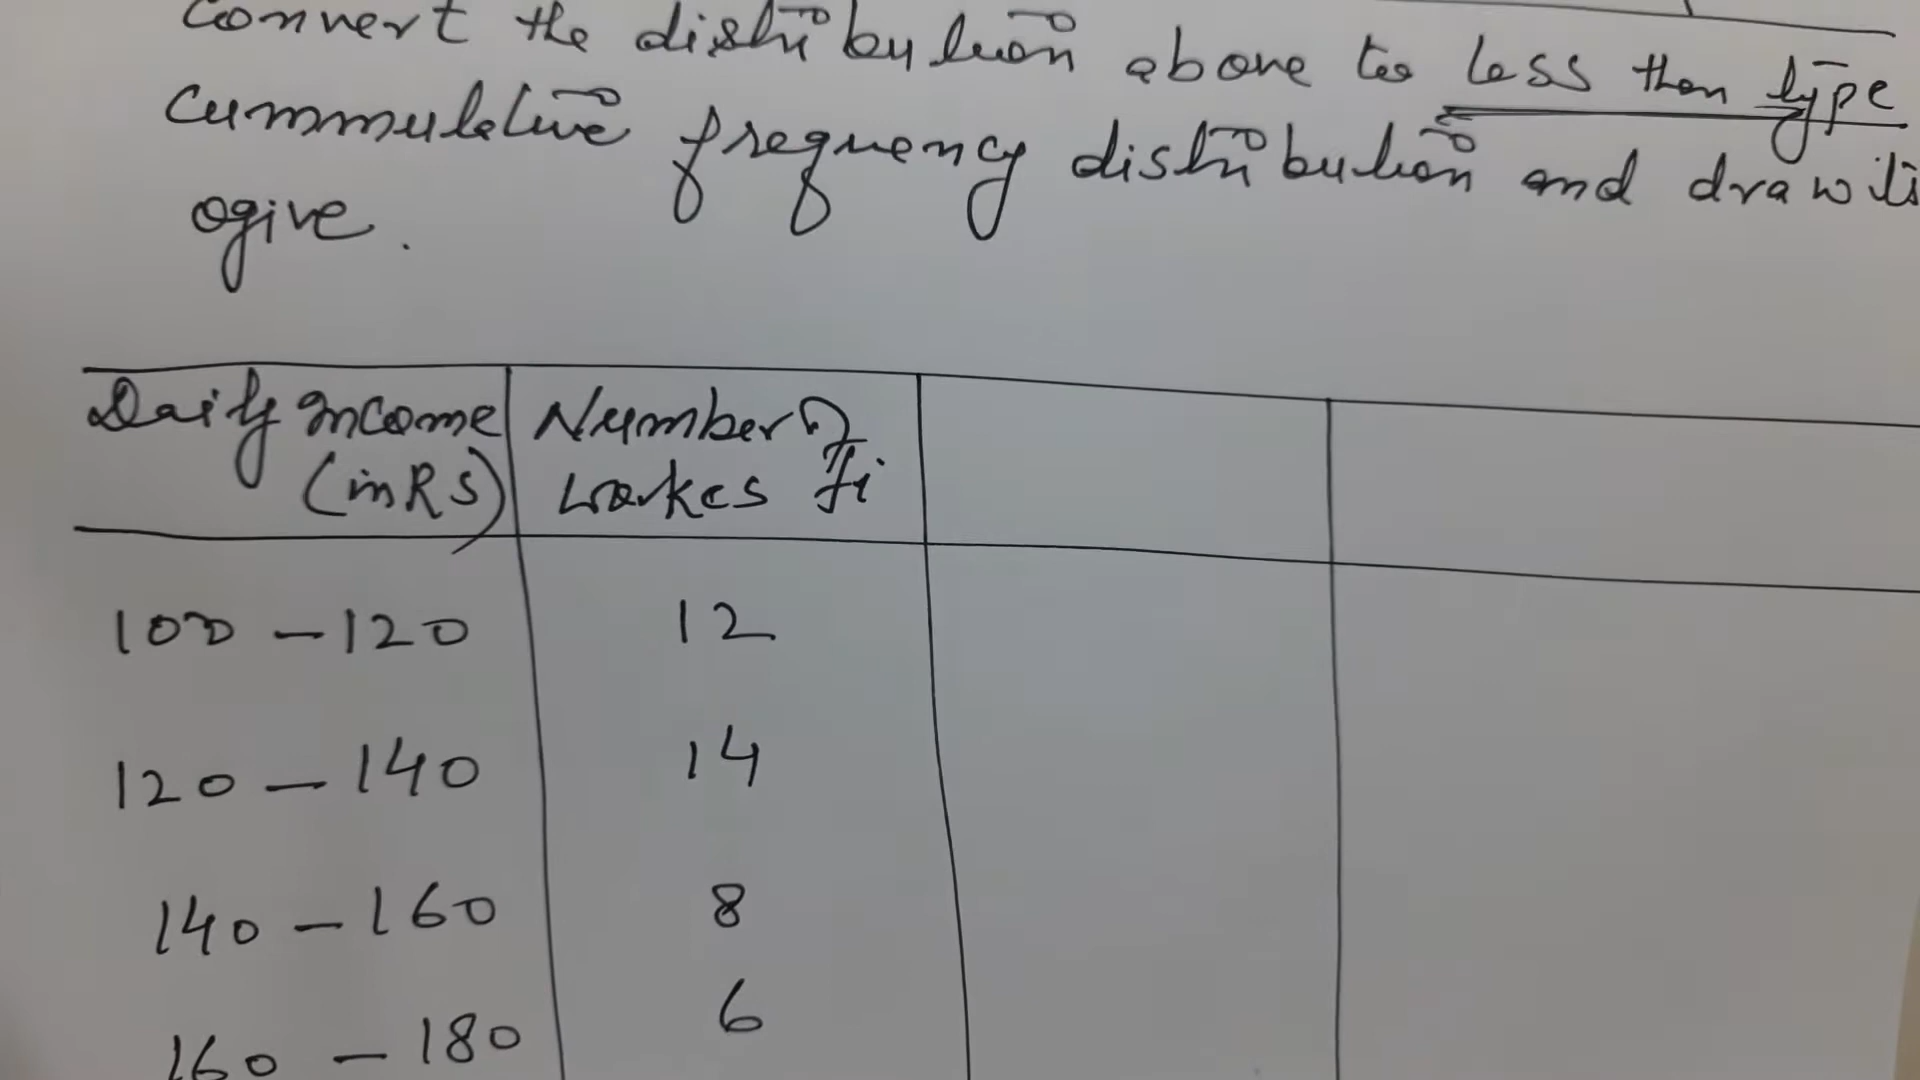 Convert the distribution above to less than type
cummulative frequency distribution and draw its
ogive.
Daily Income (in RS) Number of Workes fi
100 - 120 12
120 - 140 14
140 - 160 8
160 - 180 6